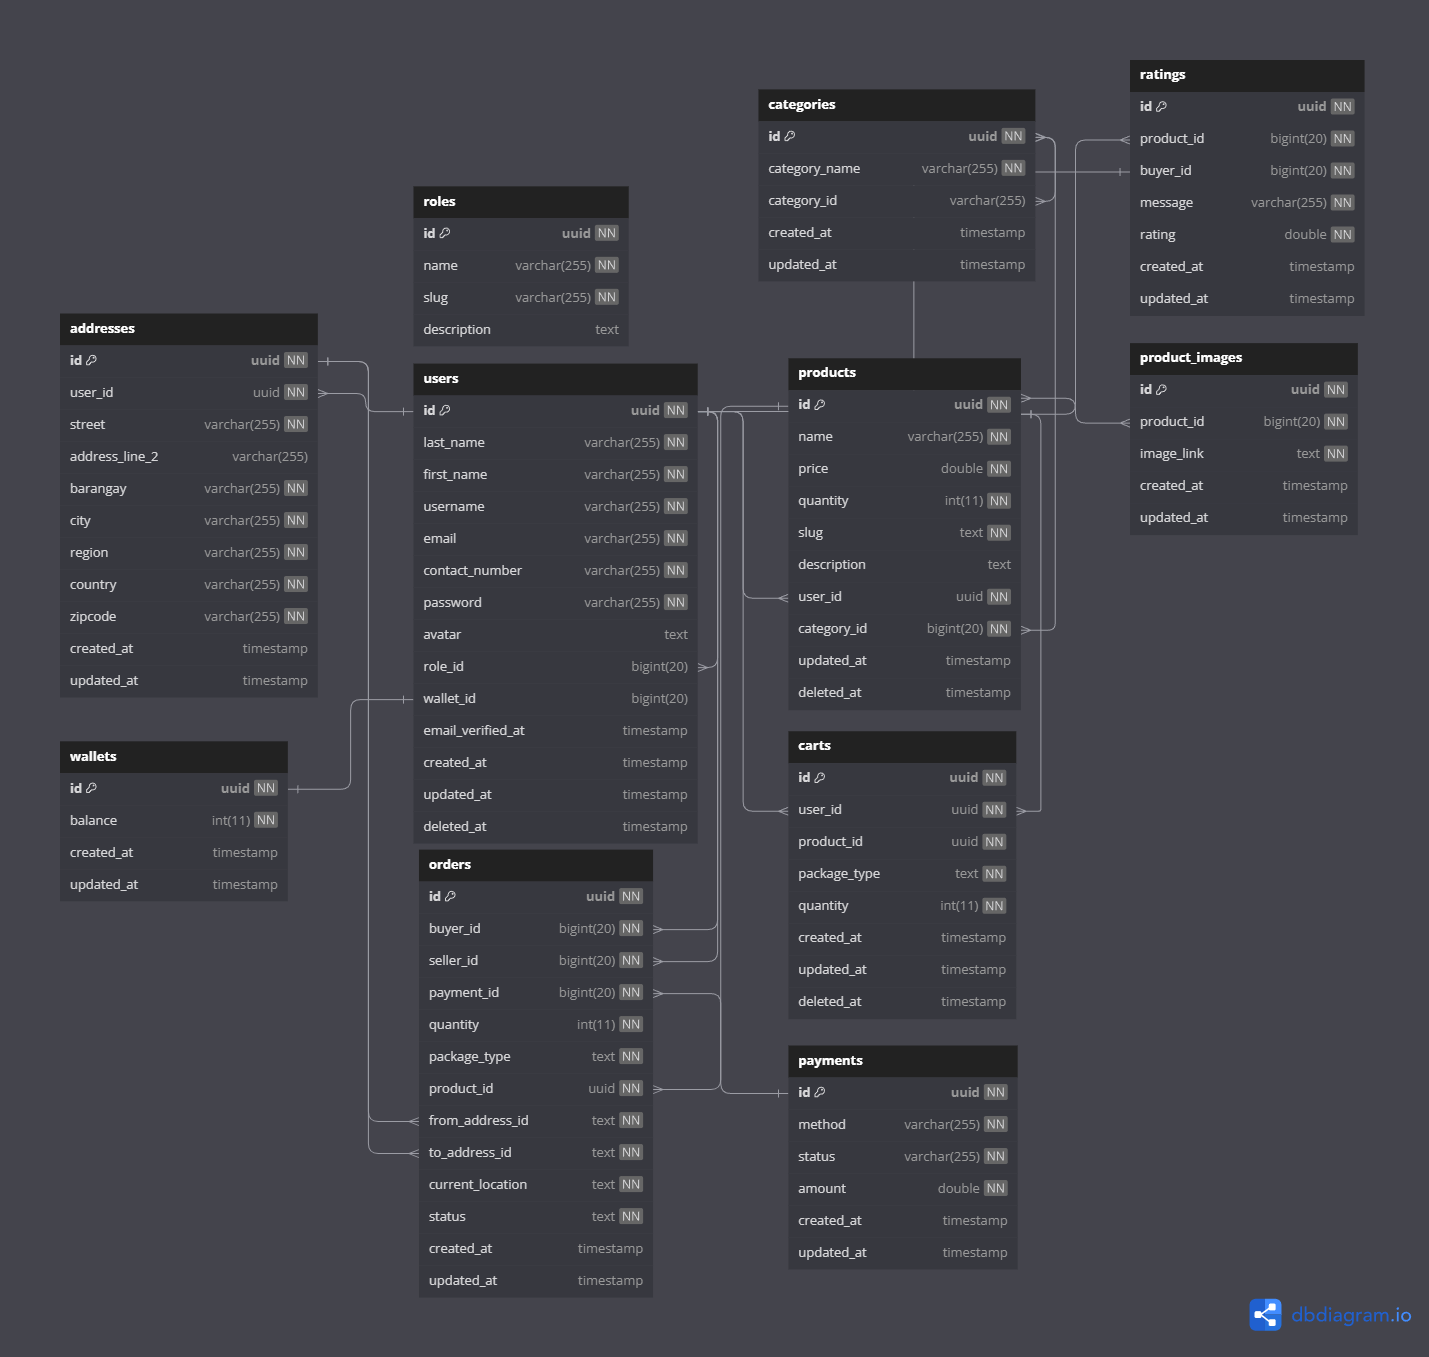 ratings
id uuid NN
product_id bigint(20) NN
buyer_id bigint(20) NN
message varchar(255) NN
rating double NN
created_at timestamp
updated_at timestamp
categories
id uuid NN
category_name varchar(255) NN
category_id varchar(255)
created_at timestamp
updated_at timestamp
roles
id uuid NN
name varchar(255) NN
slug varchar(255) NN
description text
addresses
id uuid NN
user_id uuid NN
street varchar(255) NN
address_line_2 varchar(255)
barangay varchar(255) NN
city varchar(255) NN
region varchar(255) NN
country varchar(255) NN
zipcode varchar(255) NN
created_at timestamp
updated_at timestamp
product_images
id uuid NN
product_id bigint(20) NN
image_link text NN
created_at timestamp
updated_at timestamp
users
id uuid NN
last_name varchar(255) NN
first_name varchar(255) NN
username varchar(255) NN
email varchar(255) NN
contact_number varchar(255) NN
password varchar(255) NN
avatar text
role_id bigint(20)
wallet_id bigint(20)
email_verified_at timestamp
created_at timestamp
updated_at timestamp
deleted_at timestamp
products
id uuid NN
name varchar(255) NN
price double NN
quantity int(11) NN
slug text NN
description text
user_id uuid NN
category_id bigint(20) NN
updated_at timestamp
deleted_at timestamp
wallets
id uuid NN
balance int(11) NN
created_at timestamp
updated_at timestamp
carts
id uuid NN
user_id uuid NN
product_id uuid NN
package_type text NN
quantity int(11) NN
created_at timestamp
updated_at timestamp
deleted_at timestamp
orders
id uuid NN
buyer_id bigint(20) NN
seller_id bigint(20) NN
payment_id bigint(20) NN
quantity int(11) NN
package_type text NN
product_id uuid NN
from_address_id text NN
to_address_id text NN
current_location text NN
status text NN
created_at timestamp
updated_at timestamp
payments
id uuid NN
method varchar(255) NN
status varchar(255) NN
amount double NN
created_at timestamp
updated_at timestamp
dbdiagram.io